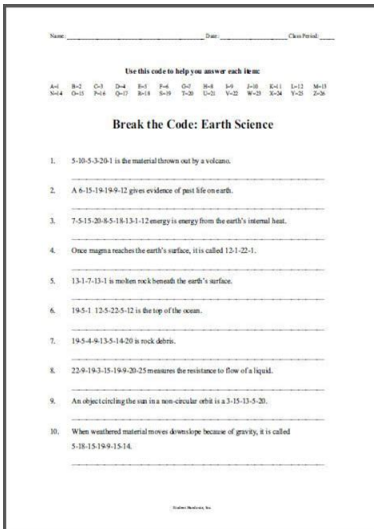 Name: Date: Class Period:
Use this code to help you answer each item:
A=1 B=2 C=3 D=4 E=5 F=6 G=7 H=8 I=9 J=10 K=11 L=12 M=13
N=14 O=15 P=16 Q=17 R=18 S=19 T=20 U=21 V=22 W=23 X=24 Y=25 Z=26
Break the Code: Earth Science
1. 5-10-5-3-20-1 is the material thrown out by a volcano.
2. A 6-15-19-19-9-12 gives evidence of past life on earth.
3. 7-5-15-20-8-5-18-13-1-12 energy is energy from the earth's internal heat.
4. Once magma reaches the earth's surface, it is called 12-1-22-1.
5. 13-1-7-13-1 is molten rock beneath the earth's surface.
6. 19-5-1 12-5-22-5-12 is the top of the ocean.
7. 19-5-4-9-13-5-14-20 is rock debris.
8. 22-9-19-3-15-19-9-20-25 measures the resistance to flow of a liquid.
9. An object circling the sun in a non-circular orbit is a 3-15-13-5-20.
10. When weathered material moves downslope because of gravity, it is called
5-18-15-19-9-15-14.